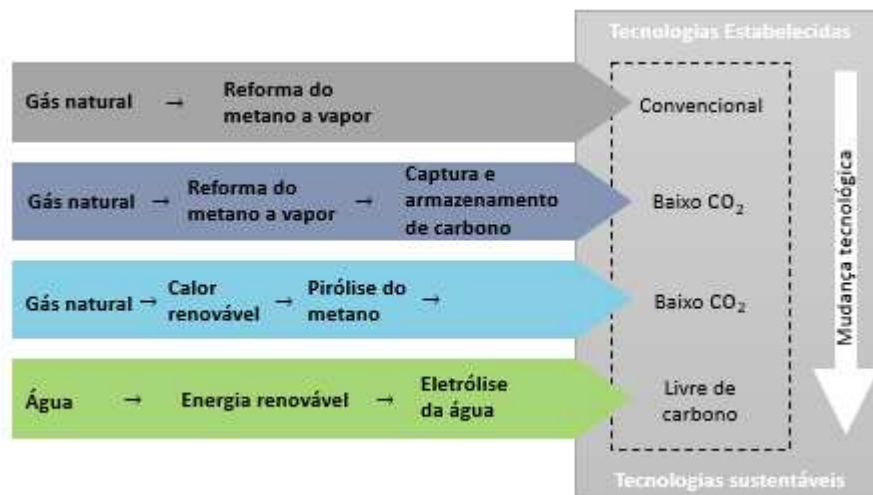 Tecnologias Estabelecidas
Gás natural → Reforma do
metano a vapor
Convencional
Gás natural → Reforma do
metano a vapor → Captura e
armazenamento
de carbono
Baixo CO₂
Gás natural → Calor
renovável → Pirólise do
metano →
Baixo CO₂
Água → Energia renovável → Eletrólise
da água
Livre de
carbono
Mudança tecnológica
Tecnologias sustentáveis